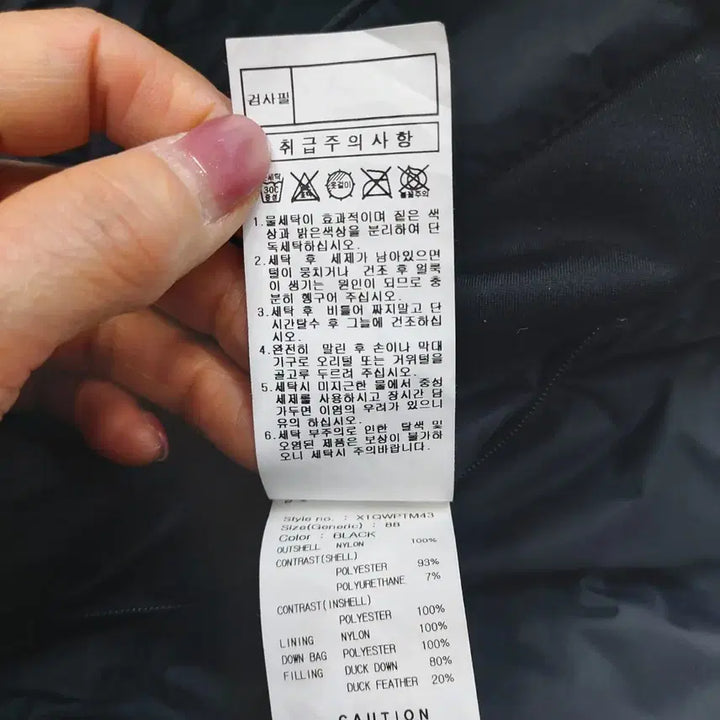 검사필
취급주의사항
30C
중성
옷걸이
1.물세탁이 효과적이며 짙은 색
상과 밝은색상을 분리하여 단
독세탁하십시오.
2.세탁 후 세제가 남아있으면
털이 뭉치거나 건조 후 얼룩
이 생기는 원인이 되므로 충
분히 헹구어 주십시오.
3.세탁 후 비틀어 짜지말고 단
시간탈수 후 그늘에 건조하십
시오.
4.완전히 말린 후 손이나 막대
기구로 오리털 또는 거위털을
골고루 두르려 주십시오.
5.세탁시 미지근한 물에서 중성
세제를 사용하시고 장시간 담
가두면 이염의 우려가 있으니
유의 하십시오.
6.세탁 부주의로 인한 탈색 및
오염된 제품은 보상이 불가하
오니 세탁시 주의바랍니다.
Style no. : X1QWPTM43
Size(Generic) : 88
Color : BLACK
OUTSHELL NYLON 100%
CONTRAST(SHELL)
POLYESTER 93%
POLYURETHANE 7%
CONTRAST(INSHELL)
POLYESTER 100%
LINING NYLON 100%
DOWN BAG POLYESTER 100%
FILLING DUCK DOWN 80%
DUCK FEATHER 20%
CAUTION